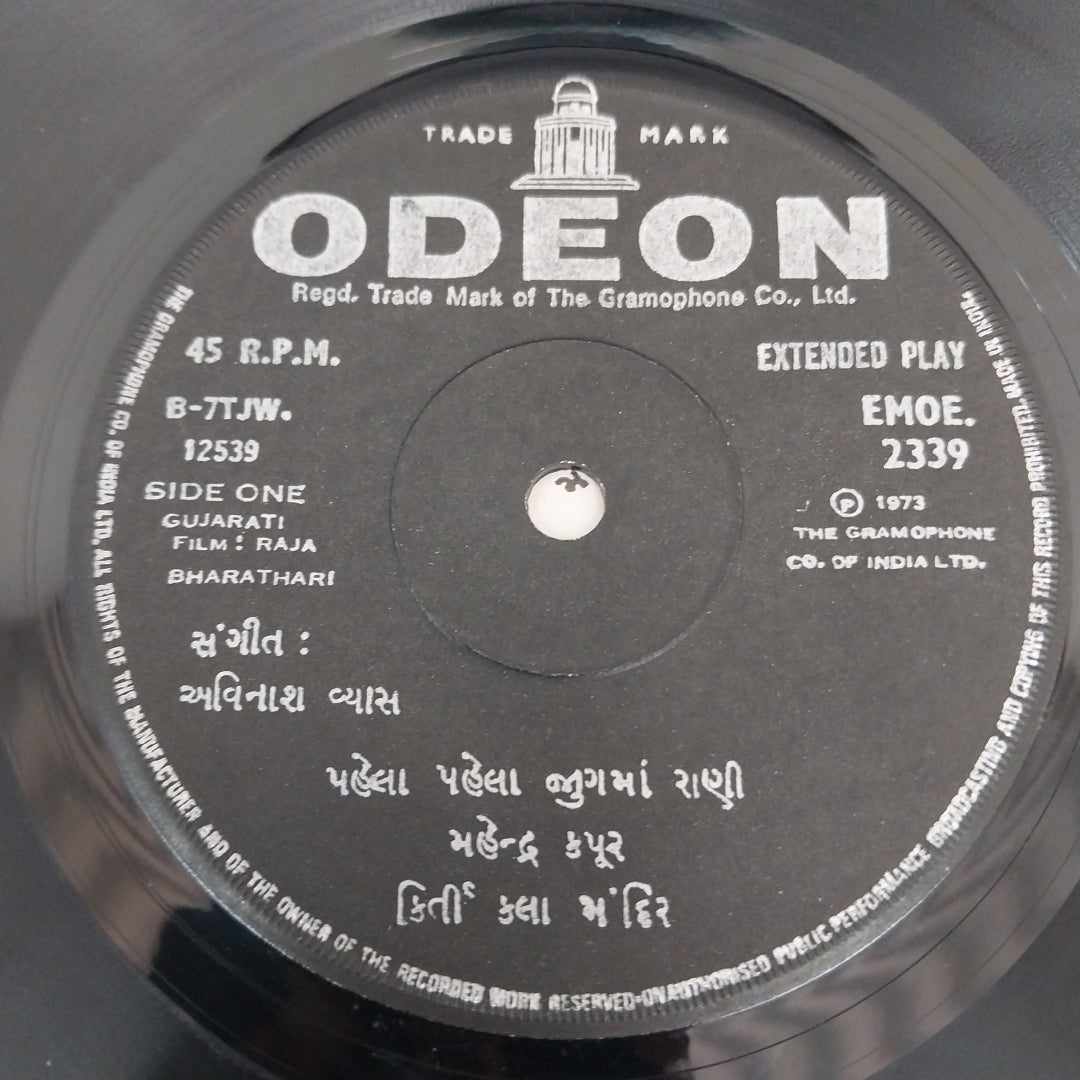 TRADE MARK
ODEON
Regd. Trade Mark of The Gramophone Co., Ltd.
45 R.P.M.
EXTENDED PLAY
B-7TJW.
12539
EMOE.
2339
SIDE ONE
GUJARATI
FILM : RAJA
BHARATHARI
Ⓟ 1973
THE GRAMOPHONE
CO. OF INDIA LTD.
સંગીત :
અવિનાશ વ્યાસ
પહેલા પહેલા જુગમાં રાણી
મહેન્દ્ર કપૂર
કિર્તી કલા મંદિર
THE GRAMOPHONE CO. OF INDIA LTD. ALL RIGHTS OF THE MANUFACTURER AND OF THE OWNER OF THE RECORDED WORK RESERVED-UNAUTHORISED PUBLIC PERFORMANCE BROADCASTING AND COPYING OF THIS RECORD PROHIBITED. MADE IN INDIA